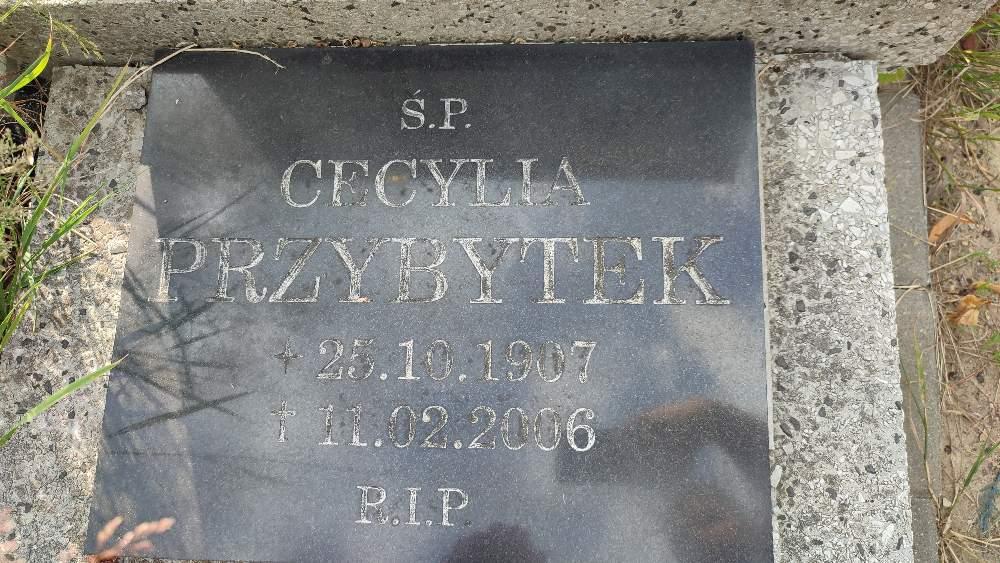 Ś.P.
CECYLIA
PRZYBYTEK
✦ 25.10.1907
† 11.02.2006
R.I.P.